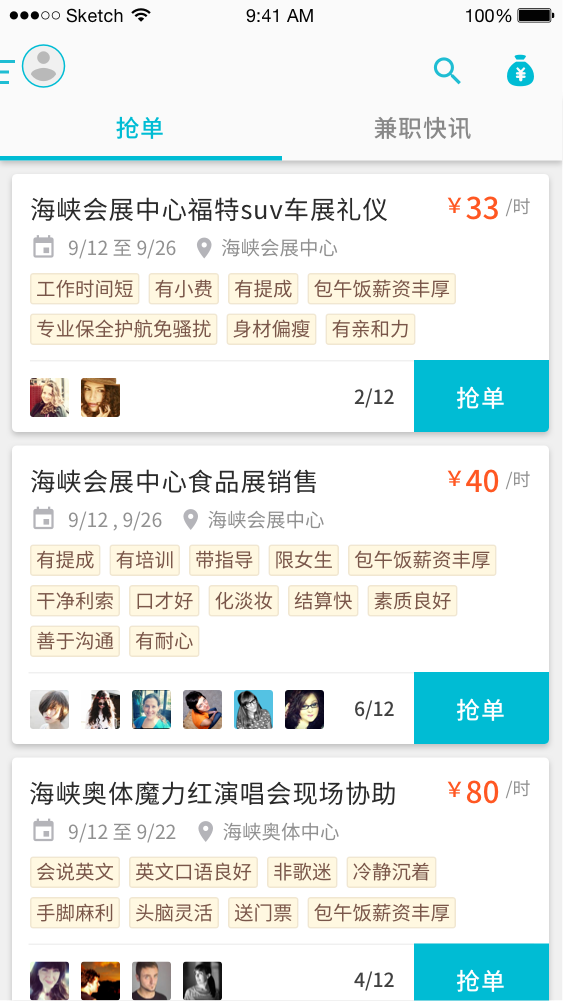 Sketch 9:41 AM 100%
抢单 兼职快讯
海峡会展中心福特suv车展礼仪 ￥33 /时
9/12 至 9/26 海峡会展中心
工作时间短 有小费 有提成 包午饭薪资丰厚
专业保全护航免骚扰 身材偏瘦 有亲和力
2/12 抢单
海峡会展中心食品展销售 ￥40 /时
9/12 , 9/26 海峡会展中心
有提成 有培训 带指导 限女生 包午饭薪资丰厚
干净利索 口才好 化淡妆 结算快 素质良好
善于沟通 有耐心
6/12 抢单
海峡奥体魔力红演唱会现场协助 ￥80 /时
9/12 至 9/22 海峡奥体中心
会说英文 英文口语良好 非歌迷 冷静沉着
手脚麻利 头脑灵活 送门票 包午饭薪资丰厚
4/12 抢单